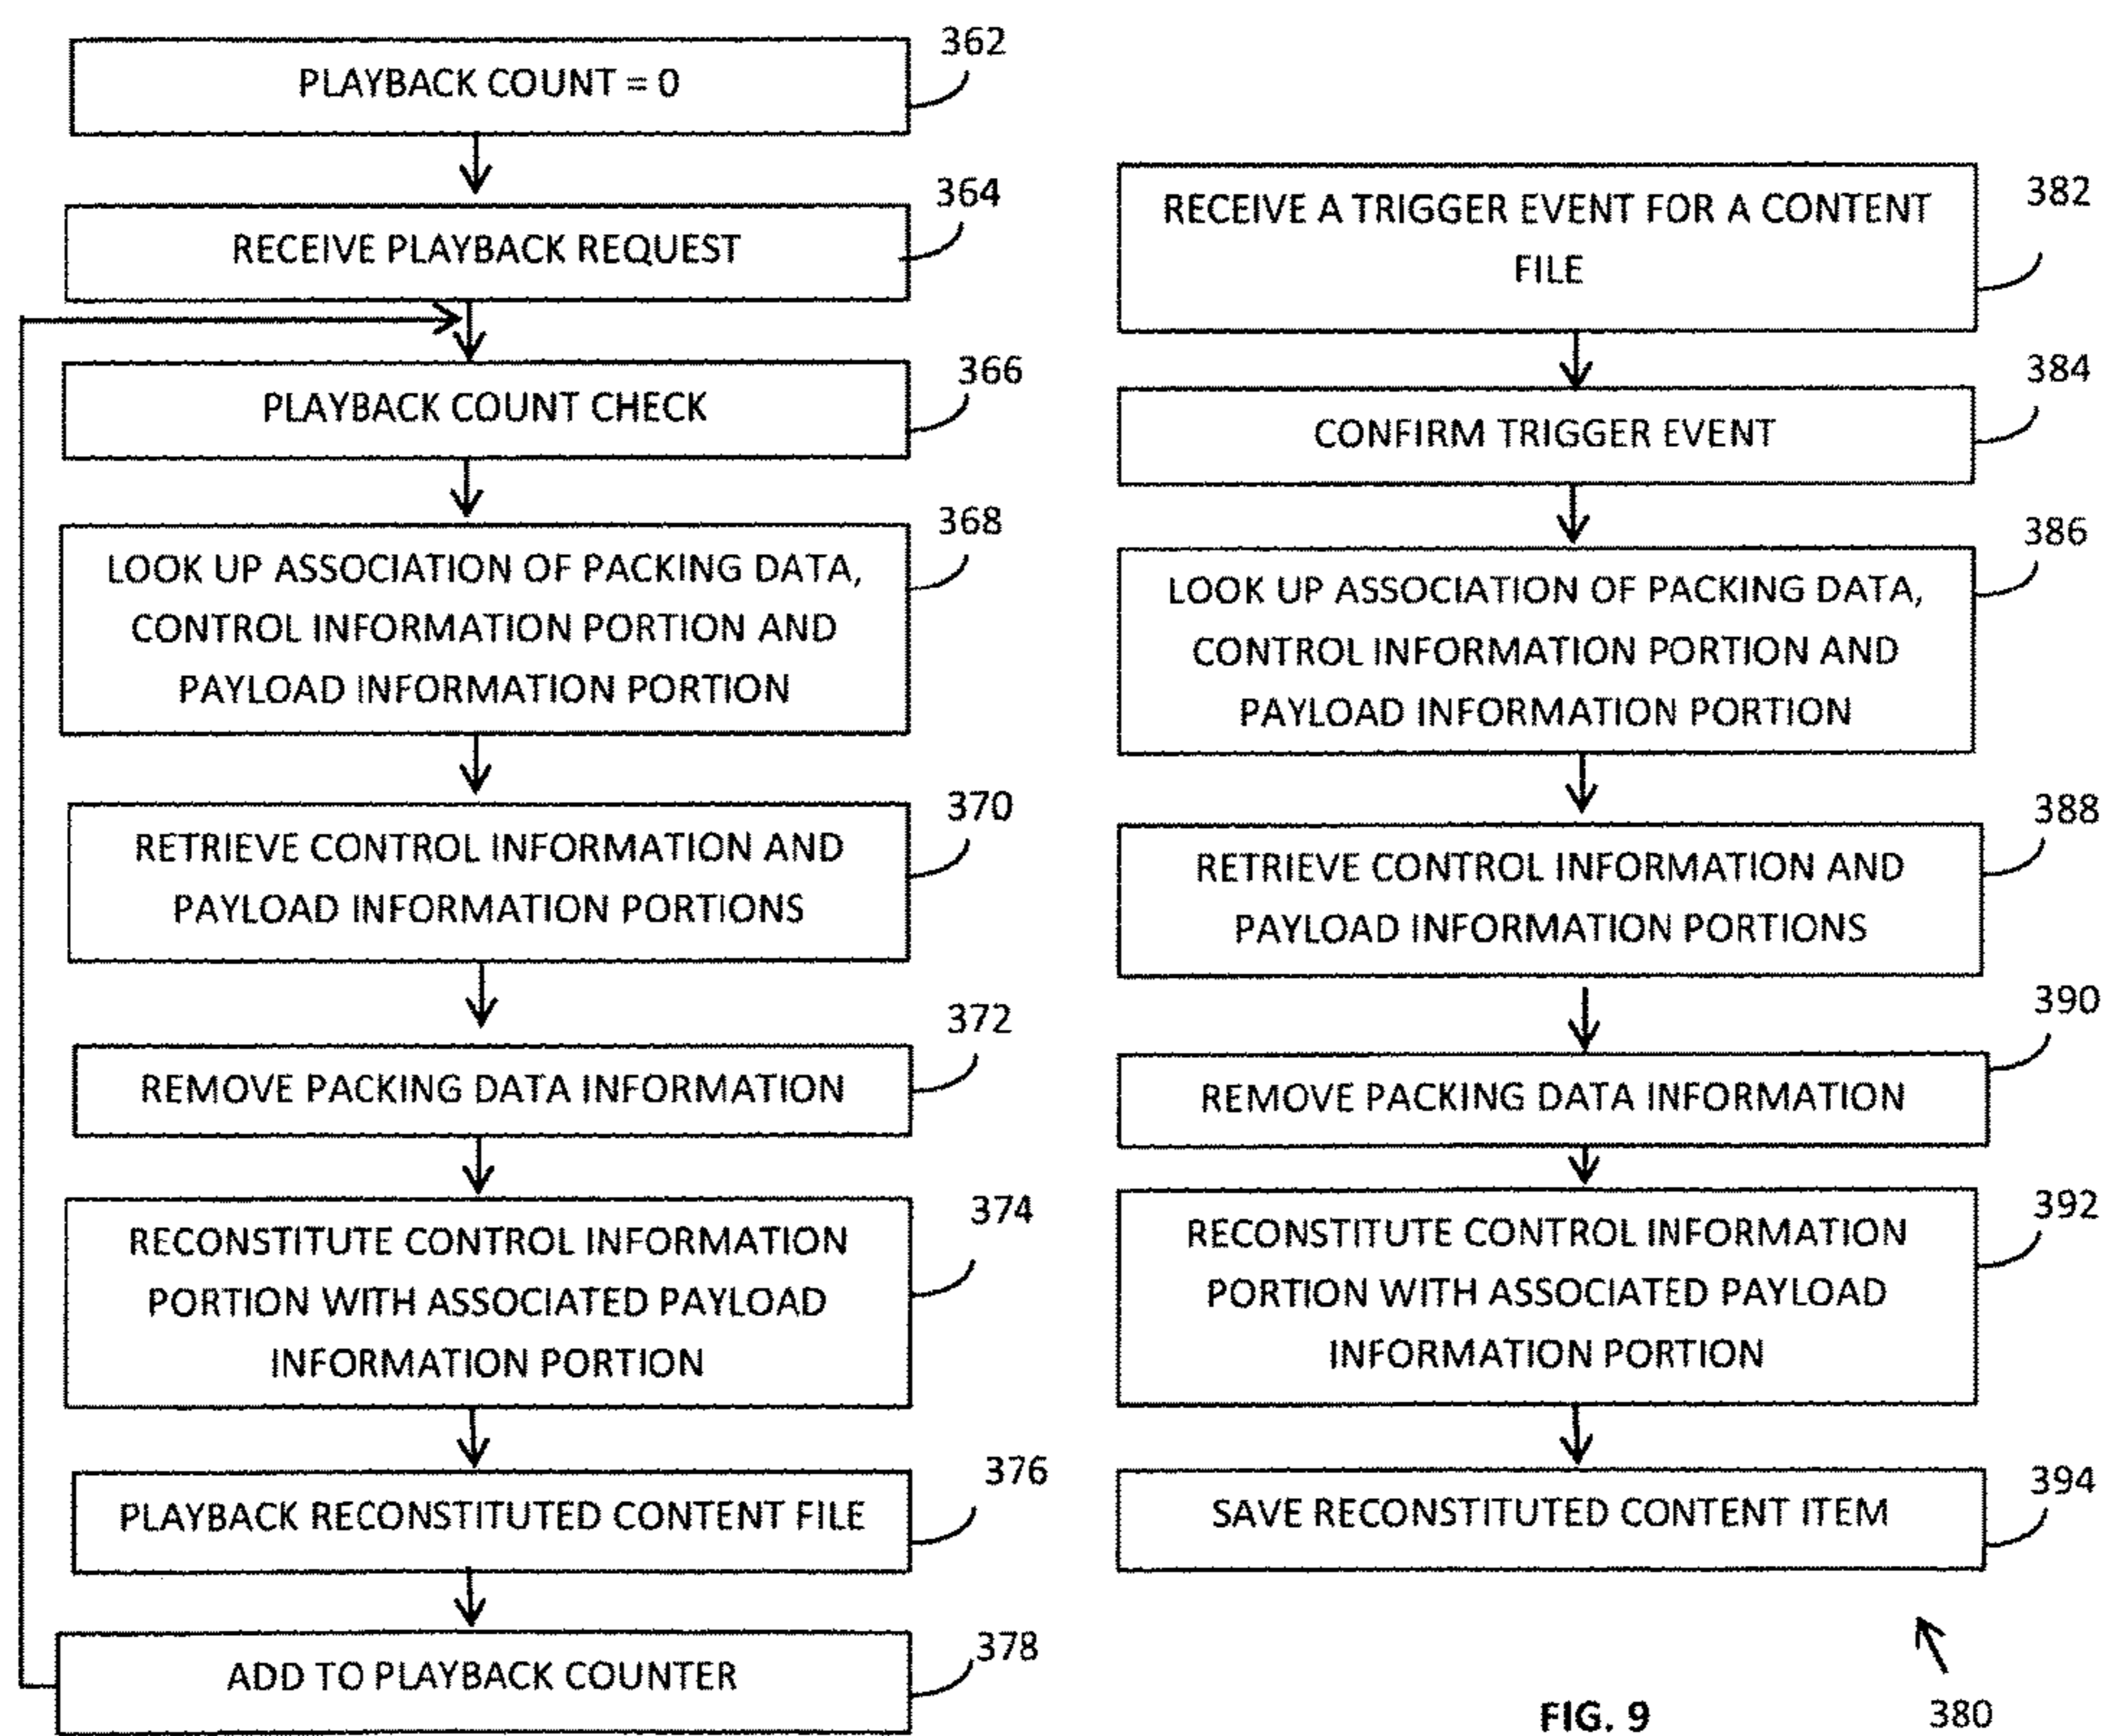 362
PLAYBACK COUNT = 0
364
RECEIVE PLAYBACK REQUEST
366
PLAYBACK COUNT CHECK
368
LOOK UP ASSOCIATION OF PACKING DATA,
CONTROL INFORMATION PORTION AND
PAYLOAD INFORMATION PORTION
370
RETRIEVE CONTROL INFORMATION AND
PAYLOAD INFORMATION PORTIONS
372
REMOVE PACKING DATA INFORMATION
374
RECONSTITUTE CONTROL INFORMATION
PORTION WITH ASSOCIATED PAYLOAD
INFORMATION PORTION
376
PLAYBACK RECONSTITUTED CONTENT FILE
378
ADD TO PLAYBACK COUNTER
382
RECEIVE A TRIGGER EVENT FOR A CONTENT
FILE
384
CONFIRM TRIGGER EVENT
386
LOOK UP ASSOCIATION OF PACKING DATA,
CONTROL INFORMATION PORTION AND
PAYLOAD INFORMATION PORTION
388
RETRIEVE CONTROL INFORMATION AND
PAYLOAD INFORMATION PORTIONS
390
REMOVE PACKING DATA INFORMATION
392
RECONSTITUTE CONTROL INFORMATION
PORTION WITH ASSOCIATED PAYLOAD
INFORMATION PORTION
394
SAVE RECONSTITUTED CONTENT ITEM
FIG. 9
380